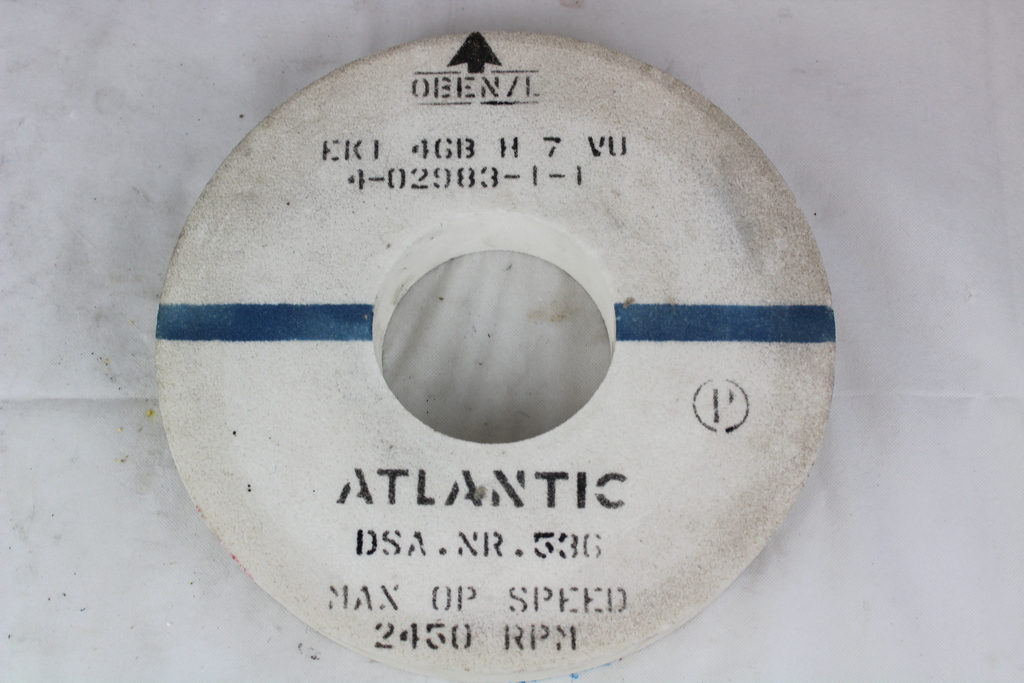 OBEN/L
EK1 46B H 7 VU
4-02983-1-1
P
ATLANTIC
DSA.NR.336
MAX OP SPEED
2450 RPM